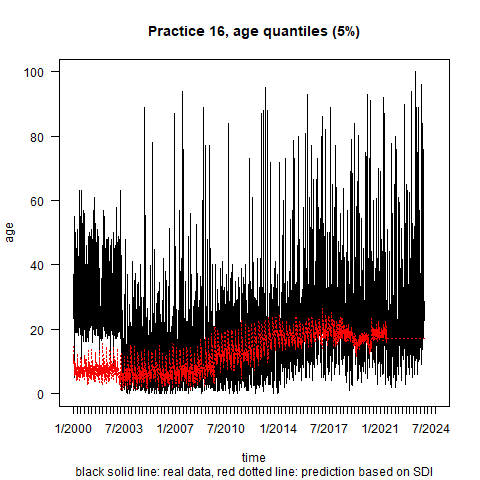 Practice 16, age quantiles (5%)
age
100
80
60
40
20
0
1/2000 7/2003 1/2007 7/2010 1/2014 7/2017 1/2021 7/2024
time
black solid line: real data, red dotted line: prediction based on SDI